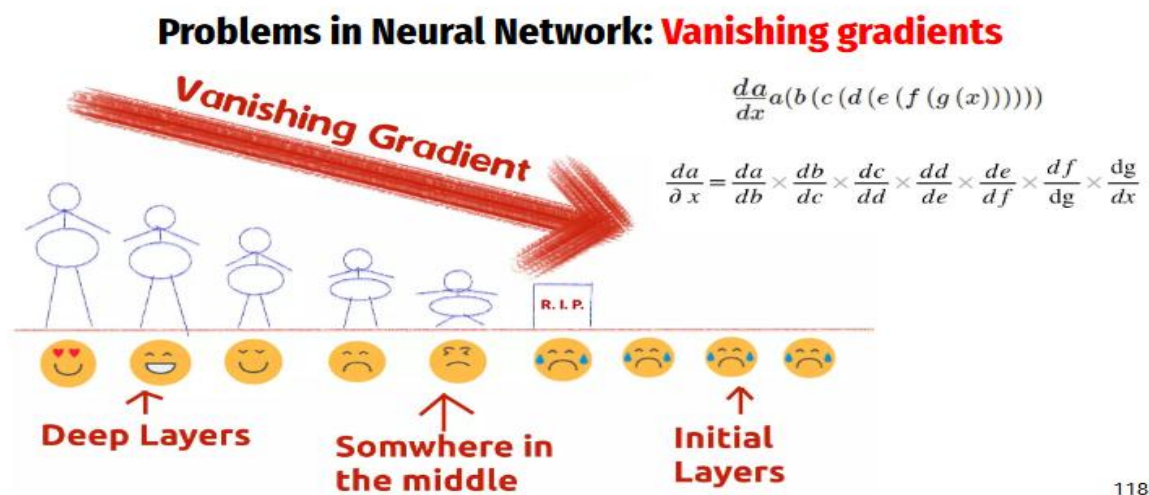 Problems in Neural Network: Vanishing gradients
Vanishing Gradient
da/dx a(b(c(d(e(f(g(x))))))
da/∂x = da/db × db/dc × dc/dd × dd/de × de/df × df/dg × dg/dx
R. I. P.
Deep Layers
Somwhere in
the middle
Initial
Layers
118